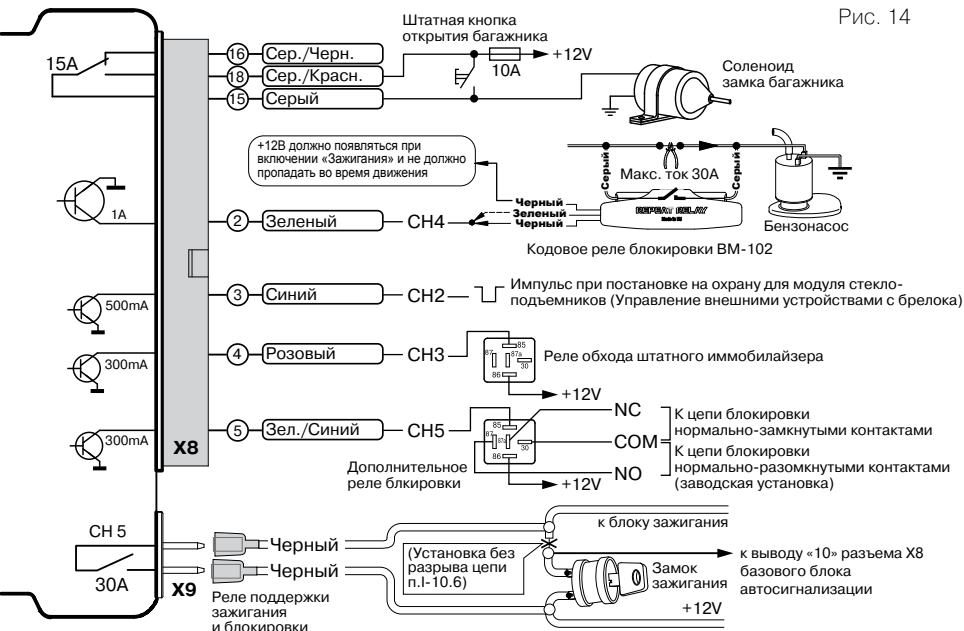 Рис. 14
Штатная кнопка
открытия багажника
15A
16 Сер./Черн.
+12V
10A
18 Сер./Красн.
15 Серый
Соленоид
замка багажника
+12В должно появляться при
включении «Зажигания» и не должно
пропадать во время движения
Серый
Макс. ток 30А
Серый
Черный
Зеленый
Черный
REPEAT RELAY
Бензонасос
1A
2 Зеленый CH4
Кодовое реле блокировки BM-102
500mA
3 Синий CH2
Импульс при постановке на охрану для модуля стекло-
подъемников (Управление внешними устройствами с брелока)
300mA
4 Розовый CH3
85
87
87a
30
86
Реле обхода штатного иммобилайзера
+12V
300mA
X8
5 Зел./Синий CH5
85
87
87a
30
86
NC
COM
NO
+12V
К цепи блокировки
нормально-замкнутыми контактами
К цепи блокировки
нормально-разомкнутыми контактами
(заводская установка)
Дополнительное
реле блкировки
CH 5
30A
X9
Черный
Черный
Реле поддержки
зажигания
и блокировки
к блоку зажигания
(Установка без
разрыва цепи
п.I-10.6)
Замок
зажигания
+12V
к выводу «10» разъема X8
базового блока
автосигнализации